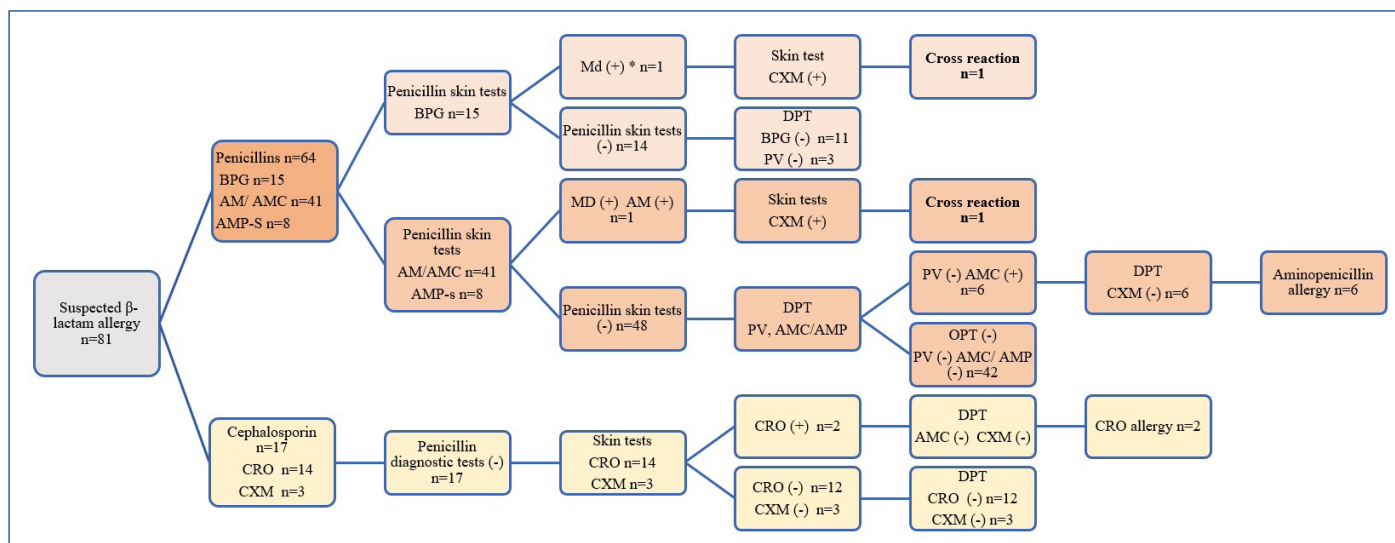 Suspected β-
lactam allergy
n=81
Penicillins n=64
BPG n=15
AM/ AMC n=41
AMP-S n=8
Penicillin skin tests
BPG n=15
Md (+) * n=1
Skin test
CXM (+)
Cross reaction
n=1
Penicillin skin tests
(-) n=14
DPT
BPG (-) n=11
PV (-) n=3
Penicillin skin
tests
AM/AMC n=41
AMP-s n=8
MD (+) AM (+)
n=1
Skin tests
CXM (+)
Cross reaction
n=1
Penicillin skin tests
(-) n=48
DPT
PV, AMC/AMP
PV (-) AMC (+)
n=6
DPT
CXM (-) n=6
Aminopenicillin
allergy n=6
OPT (-)
PV (-) AMC/ AMP
(-) n=42
Cephalosporin
n=17
CRO n=14
CXM n=3
Penicillin
diagnostic tests (-)
n=17
Skin tests
CRO n=14
CXM n=3
CRO (+) n=2
DPT
AMC (-) CXM (-)
CRO allergy n=2
CRO (-) n=12
CXM (-) n=3
DPT
CRO (-) n=12
CXM (-) n=3